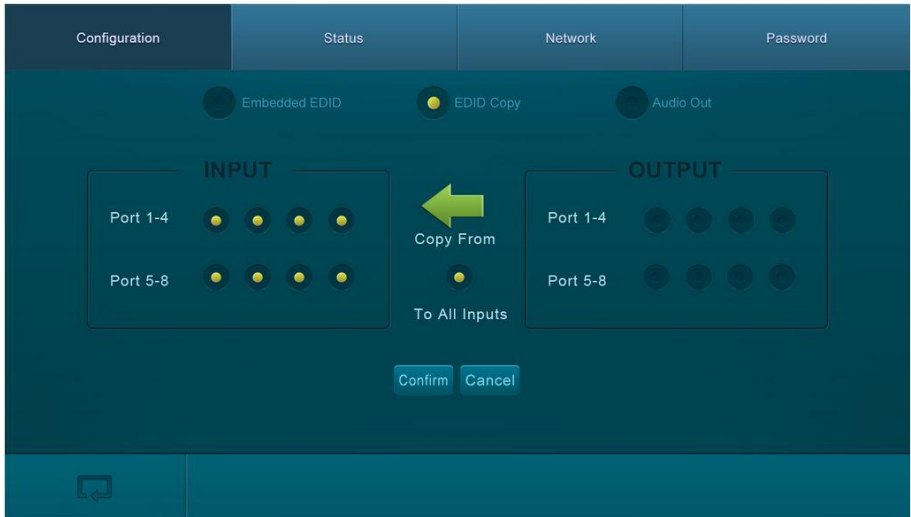 Configuration
Status
Network
Password
Embedded EDID
EDID Copy
Audio Out
INPUT
OUTPUT
Port 1-4
Copy From
Port 1-4
Port 5-8
Port 5-8
To All Inputs
Confirm
Cancel